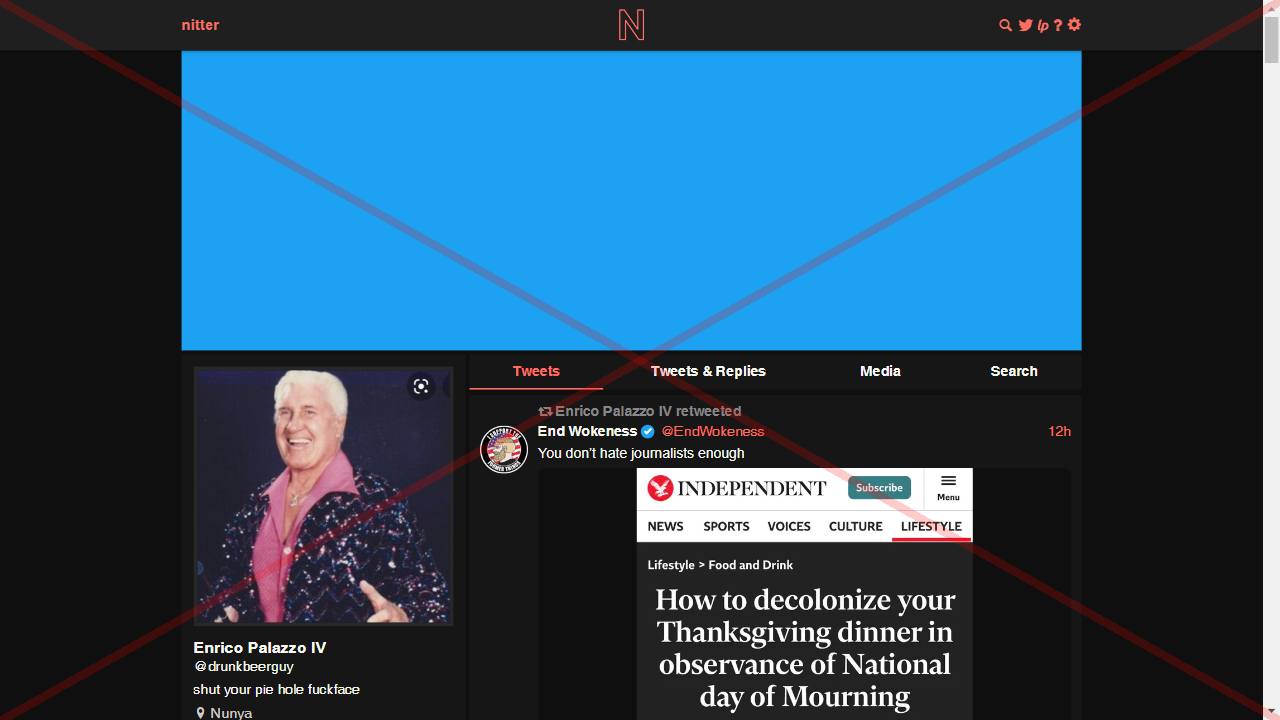 nitter
N
lp ?
Tweets
Tweets & Replies
Media
Search
Enrico Palazzo IV retweeted
End Wokeness @EndWokeness 12h
You don't hate journalists enough
INDEPENDENT
Subscribe
Menu
NEWS SPORTS VOICES CULTURE LIFESTYLE
Lifestyle > Food and Drink
How to decolonize your
Thanksgiving dinner in
observance of National
day of Mourning
Enrico Palazzo IV
@drunkbeerguy
shut your pie hole fuckface
Nunya